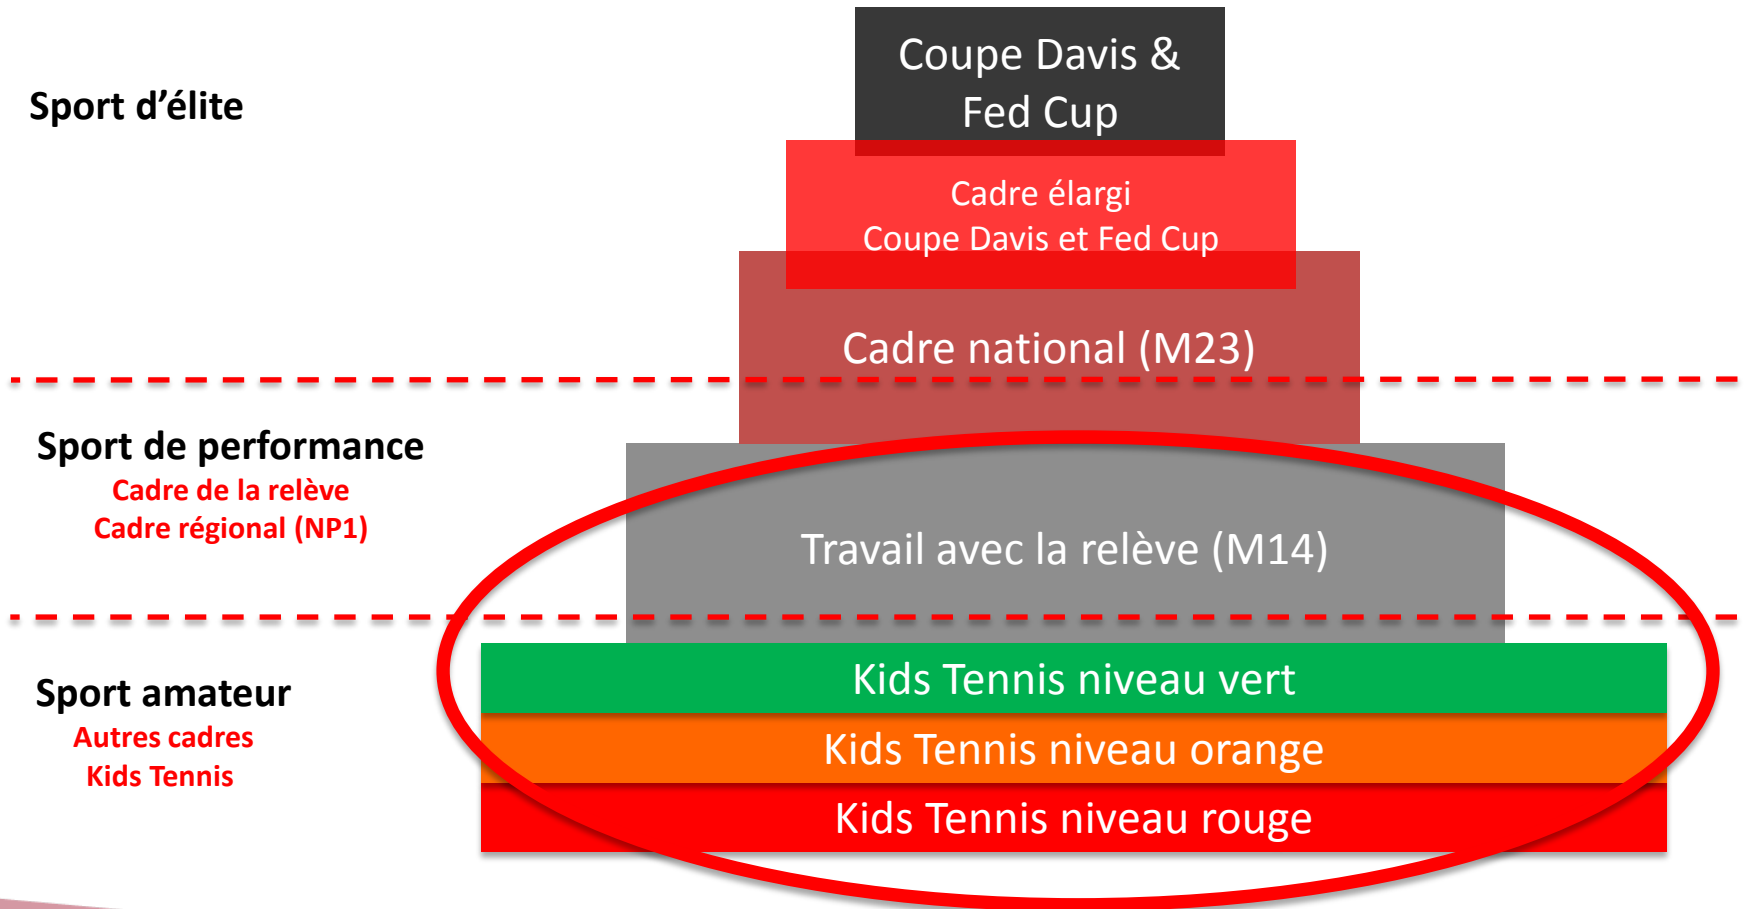 Coupe Davis &
Fed Cup
Sport d’élite
Cadre élargi
Coupe Davis et Fed Cup
Cadre national (M23)
Sport de performance
Cadre de la relève
Cadre régional (NP1)
Travail avec la relève (M14)
Sport amateur
Autres cadres
Kids Tennis
Kids Tennis niveau vert
Kids Tennis niveau orange
Kids Tennis niveau rouge